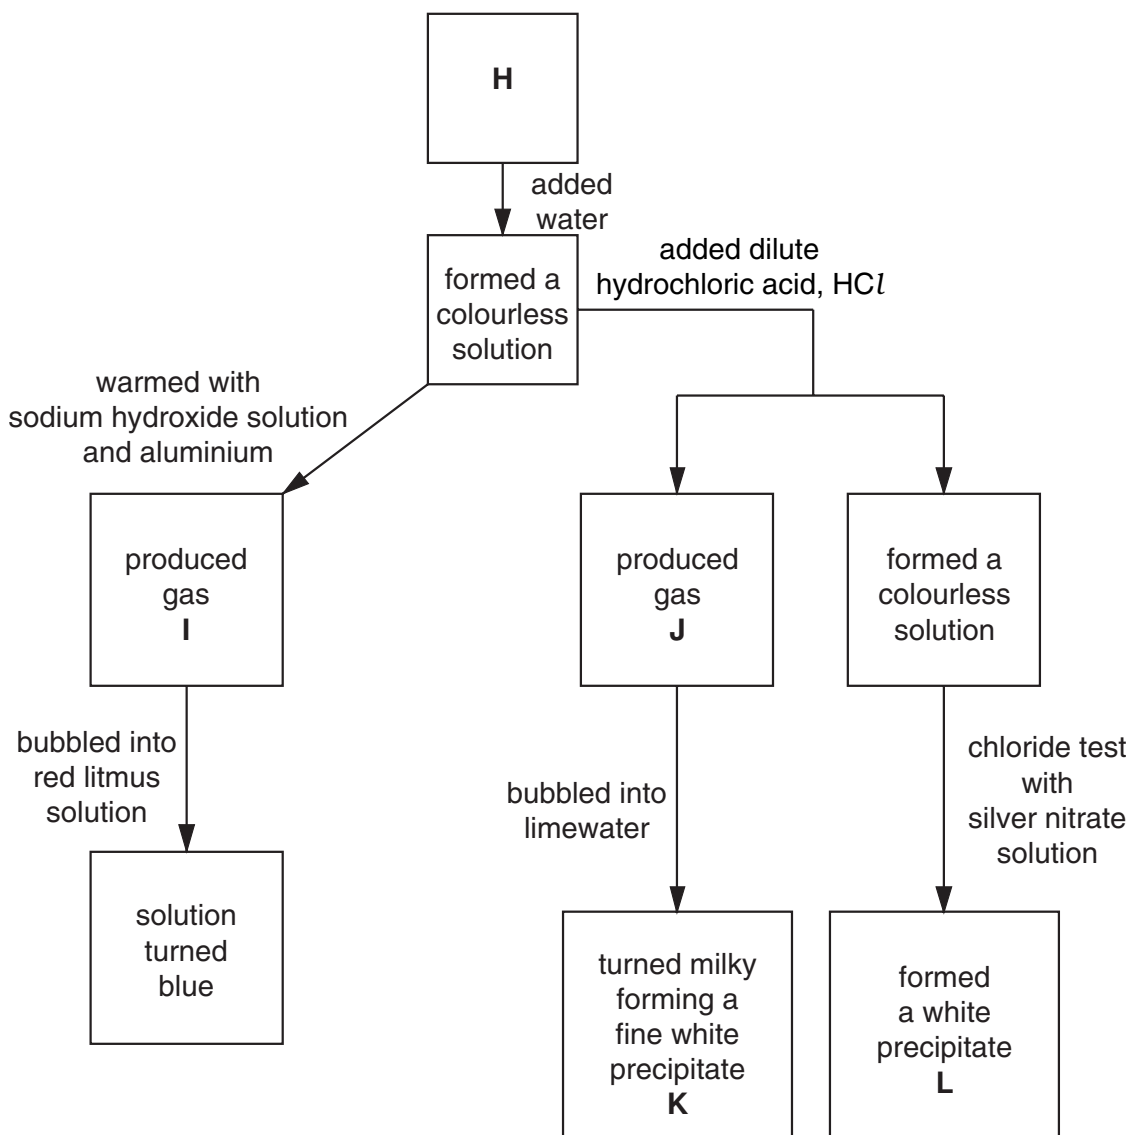 H
added
water
formed a
colourless
solution
added dilute
hydrochloric acid, HCl
warmed with
sodium hydroxide solution
and aluminium
produced
gas
I
produced
gas
J
formed a
colourless
solution
bubbled into
red litmus
solution
bubbled into
limewater
chloride test
with
silver nitrate
solution
solution
turned
blue
turned milky
forming a
fine white
precipitate
K
formed
a white
precipitate
L